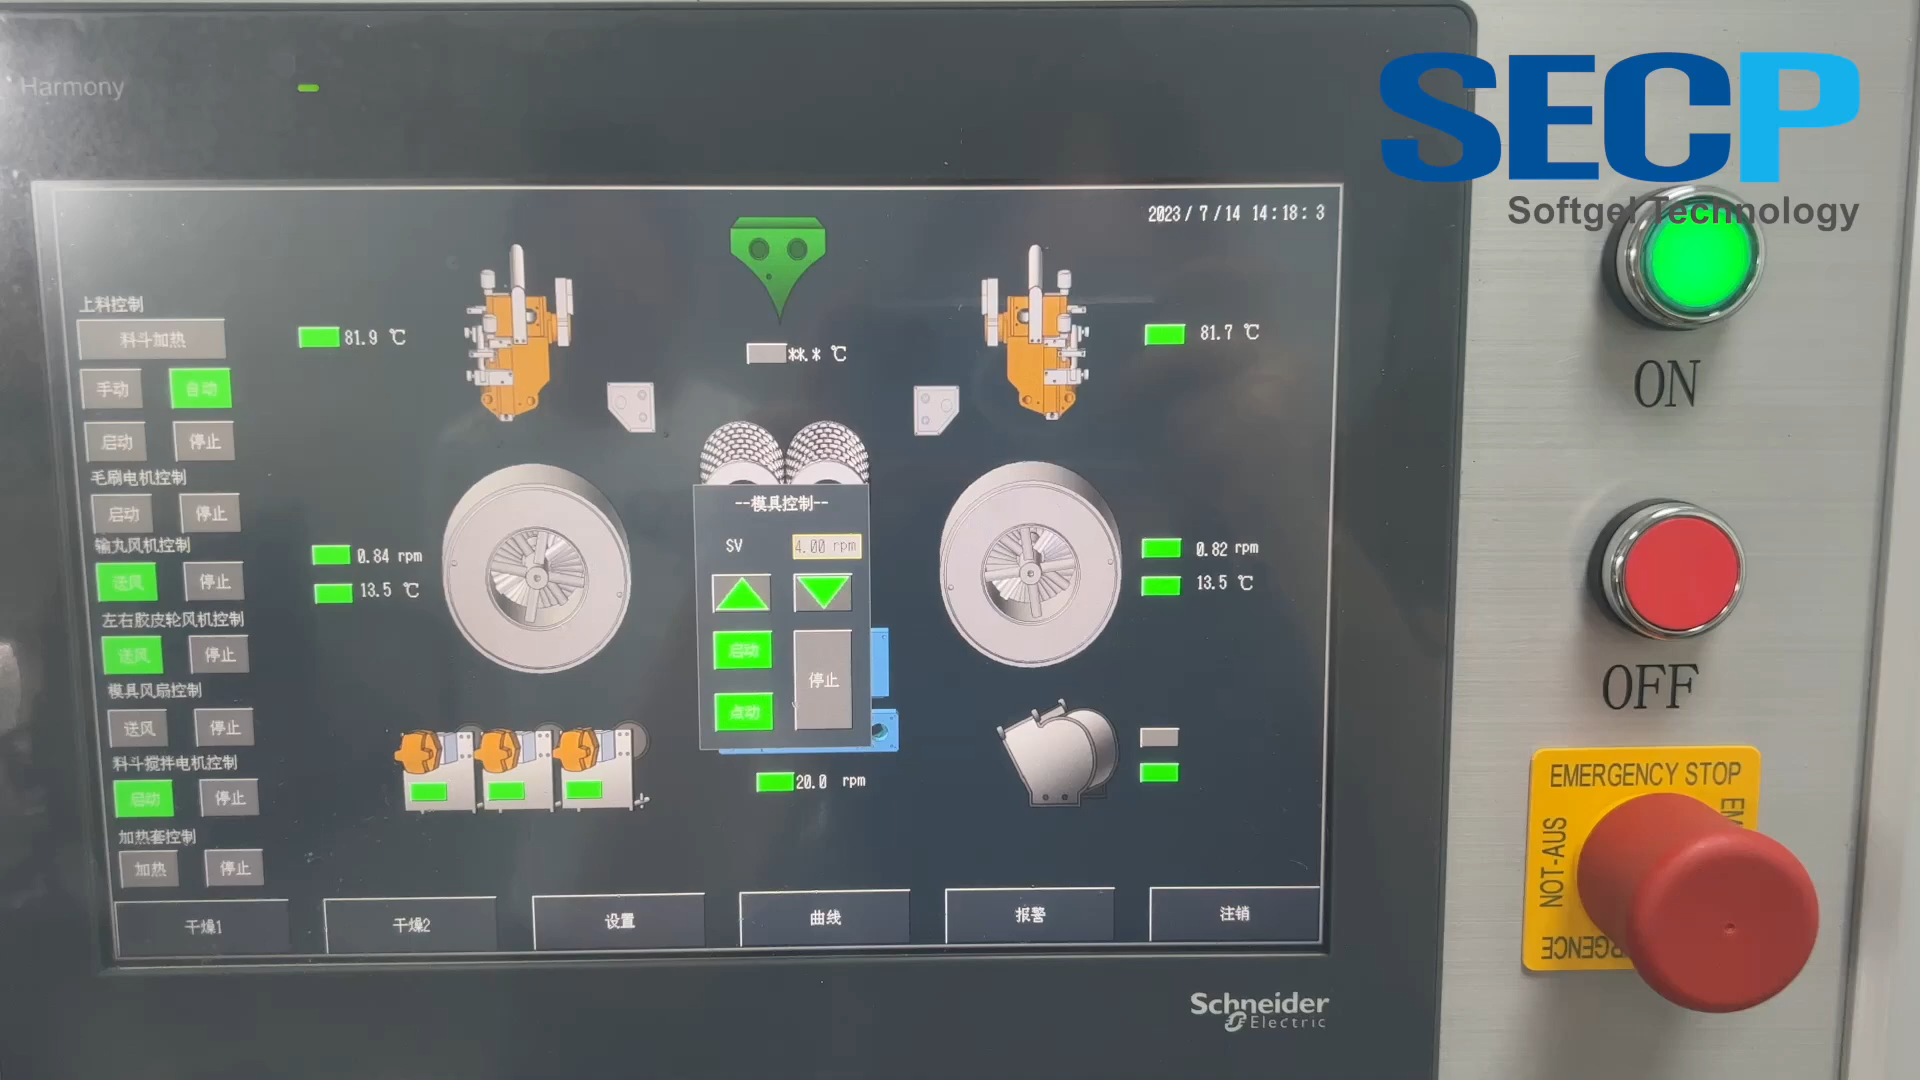 Harmony
SECP
Softgel Technology
2023/ 7/14 14:18: 3
上料控制
料斗加热
手动
自动
启动
停止
毛刷电机控制
启动
停止
输丸风机控制
送风
停止
左右胶皮轮风机控制
送风
停止
模具风扇控制
送风
停止
料斗搅拌电机控制
启动
停止
加热套控制
加热
停止
81.9 ℃
**.* ℃
81.7 ℃
0.84 rpm
13.5 ℃
--模具控制--
SV
4.00 rpm
启动
停止
点动
0.82 rpm
13.5 ℃
20.0 rpm
干燥1
干燥2
设置
曲线
报警
注销
Schneider
Electric
ON
OFF
EMERGENCY STOP
NOT-AUS